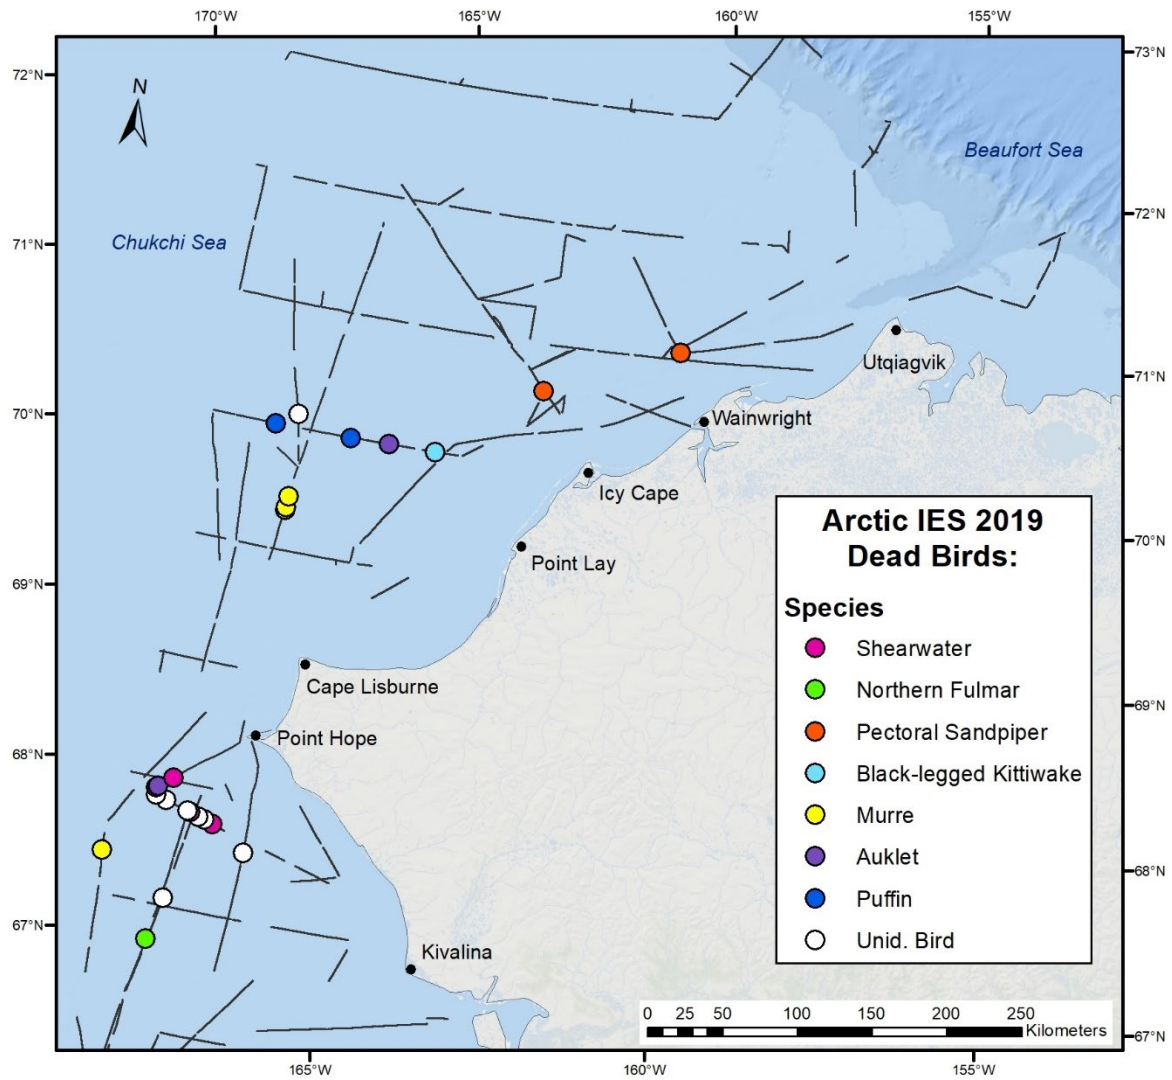 170°W
165°W
160°W
155°W
72°N
73°N
N
Beaufort Sea
72°N
Chukchi Sea
71°N
Utqiagvik
71°N
70°N
Wainwright
Icy Cape
Arctic IES 2019
Dead Birds:
70°N
Point Lay
69°N
Species
Shearwater
Cape Lisburne
Northern Fulmar
69°N
Point Hope
Pectoral Sandpiper
68°N
Black-legged Kittiwake
Murre
Auklet
68°N
Puffin
67°N
Unid. Bird
Kivalina
0 25 50 100 150 200 250
Kilometers
67°N
165°W
160°W
155°W